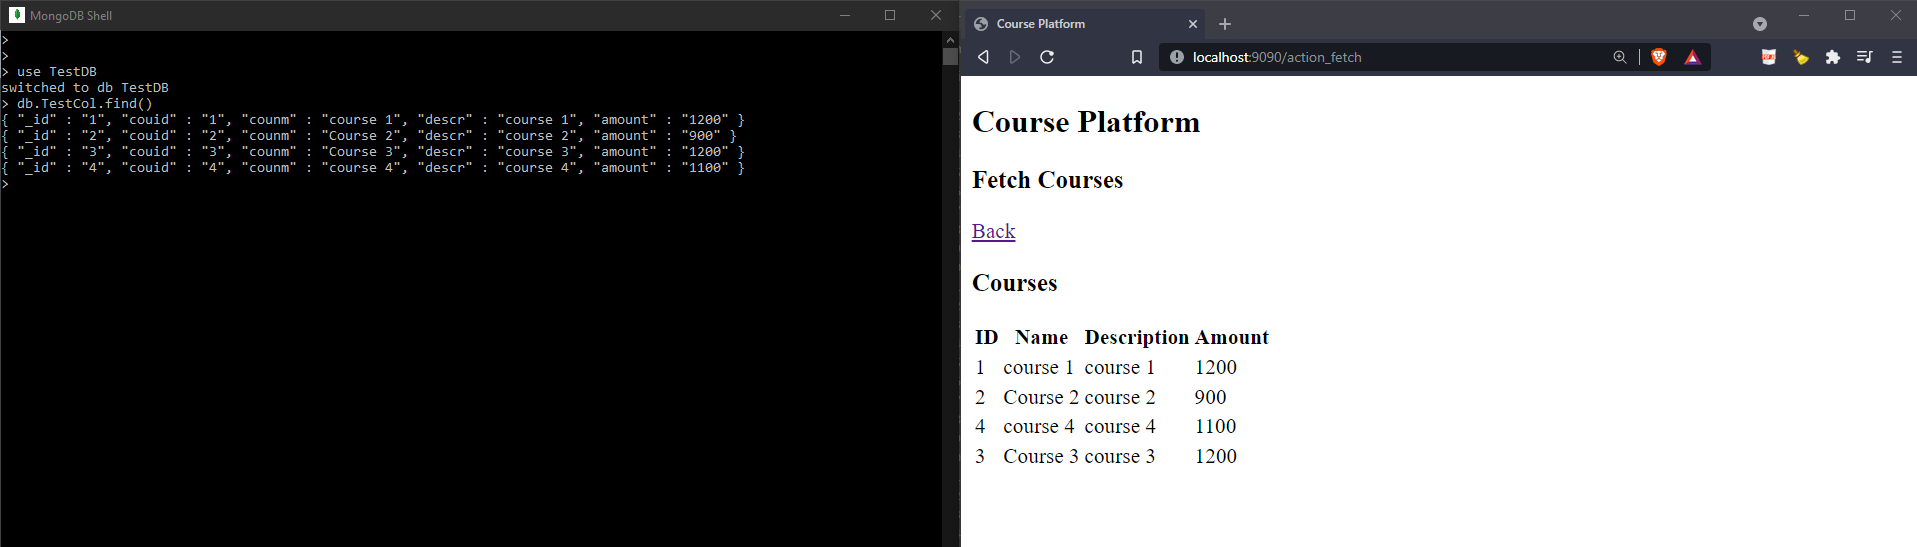 MongoDB Shell
>
>
> use TestDB
switched to db TestDB
> db.TestCol.find()
{ "_id" : "1", "couid" : "1", "counm" : "course 1", "descr" : "course 1", "amount" : "1200" }
{ "_id" : "2", "couid" : "2", "counm" : "Course 2", "descr" : "course 2", "amount" : "900" }
{ "_id" : "3", "couid" : "3", "counm" : "Course 3", "descr" : "course 3", "amount" : "1200" }
{ "_id" : "4", "couid" : "4", "counm" : "course 4", "descr" : "course 4", "amount" : "1100" }
>
Course Platform
localhost:9090/action_fetch
Course Platform
Fetch Courses
Back
Courses
ID Name Description Amount
1 course 1 course 1 1200
2 Course 2 course 2 900
4 course 4 course 4 1100
3 Course 3 course 3 1200